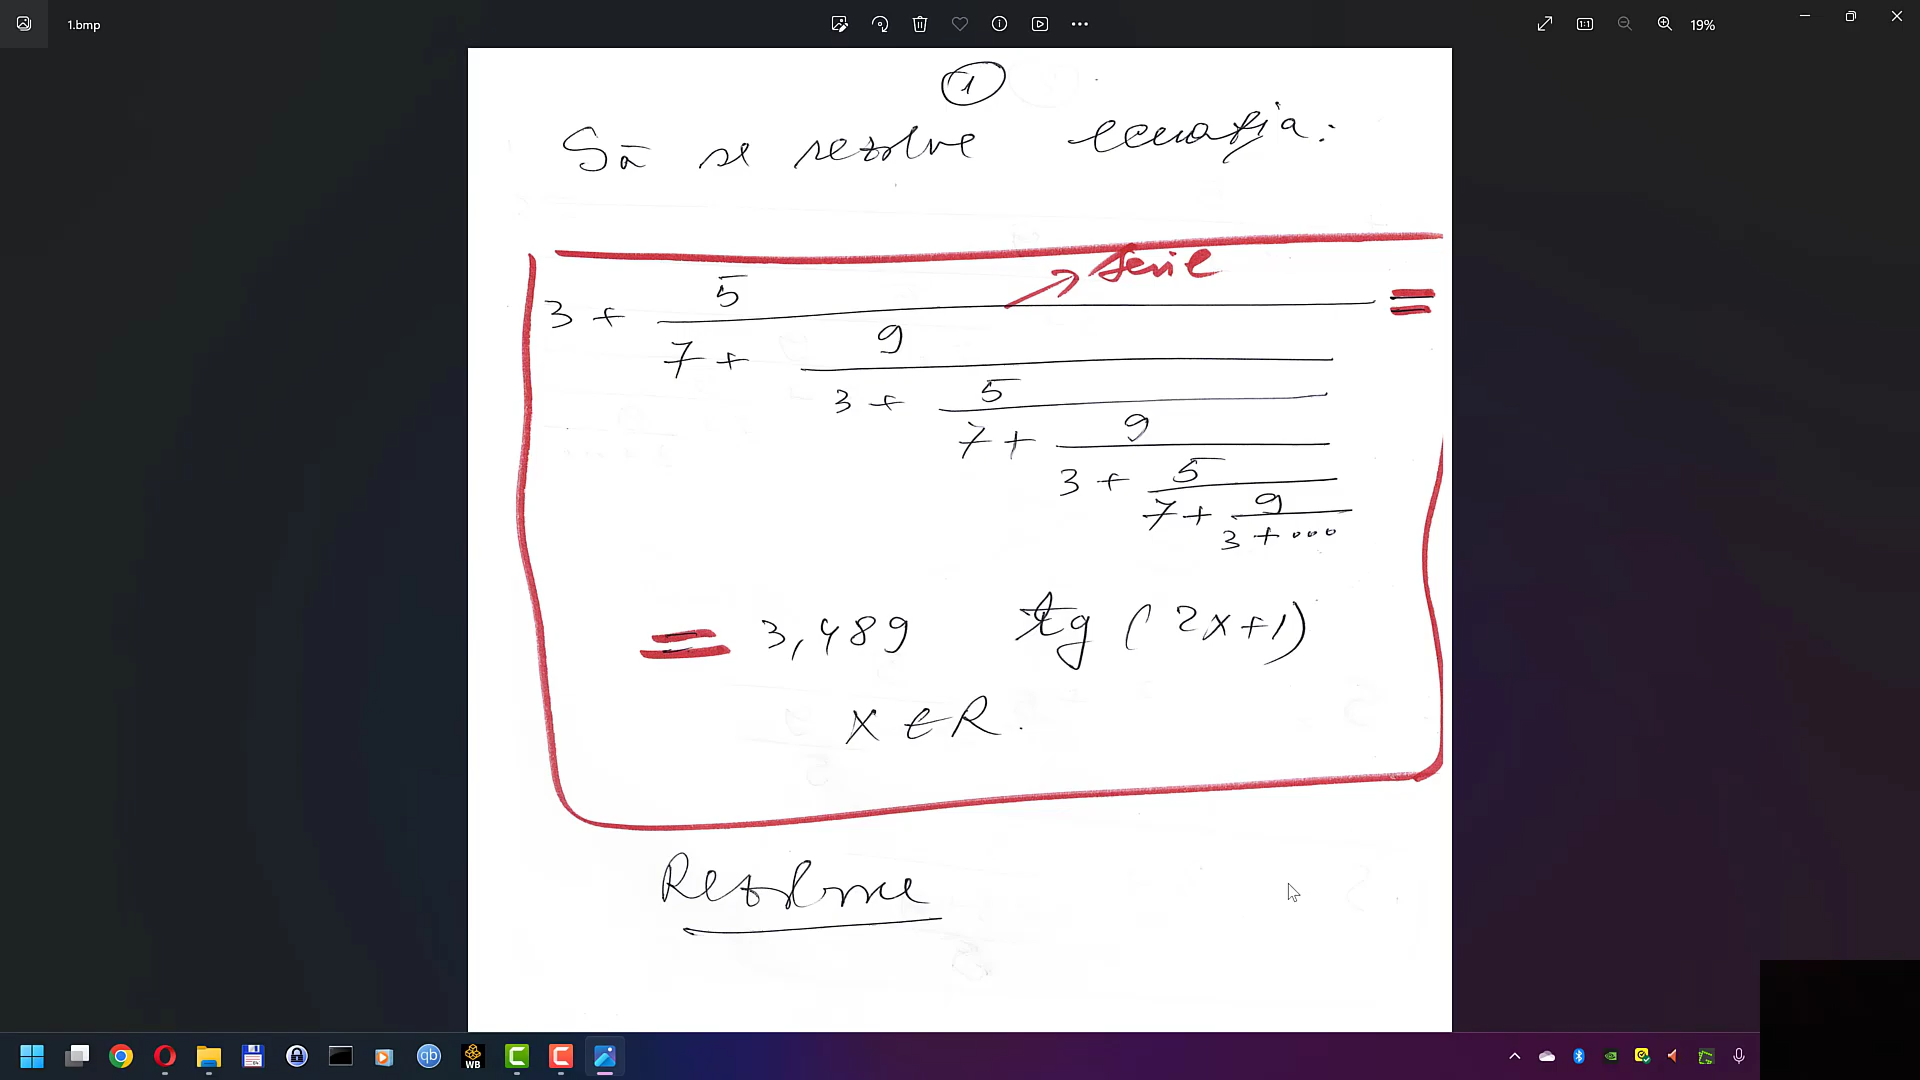 1.bmp
19%
1
Să se rezolve ecuația:
serie
3 + 5 =
7 + 9
3 + 5
7 + 9
3 + 5
7 + 9
3 + ...
= 3,489 tg (2x+1)
x ∈ R.
Rezolvare
WB